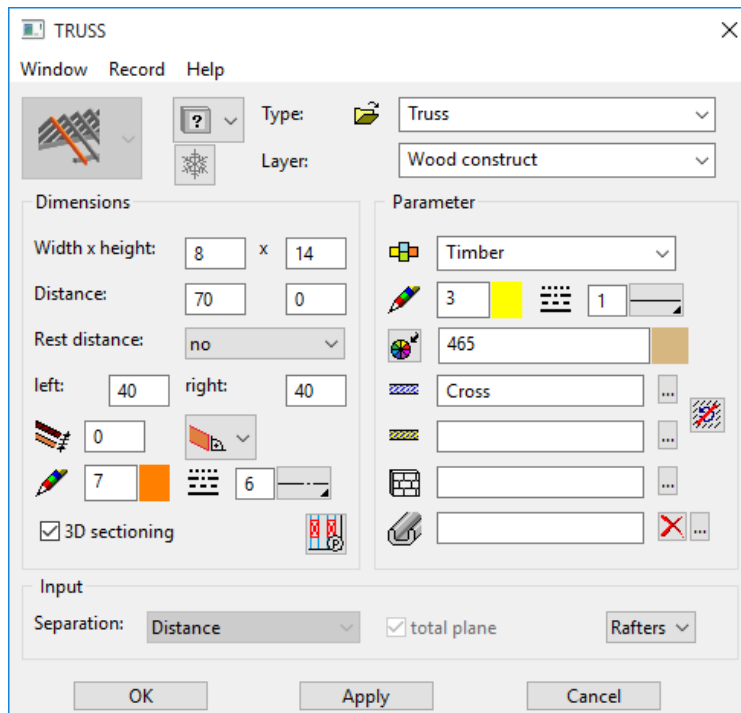 TRUSS
Window Record Help
Type: Truss
Layer: Wood construct
Dimensions
Width x height: 8 x 14
Distance: 70 0
Rest distance: no
left: 40 right: 40
0
7 6
3D sectioning
P
Parameter
Timber
3 1
465
Cross ...
...
...
...
Input
Separation: Distance total plane Rafters
OK Apply Cancel